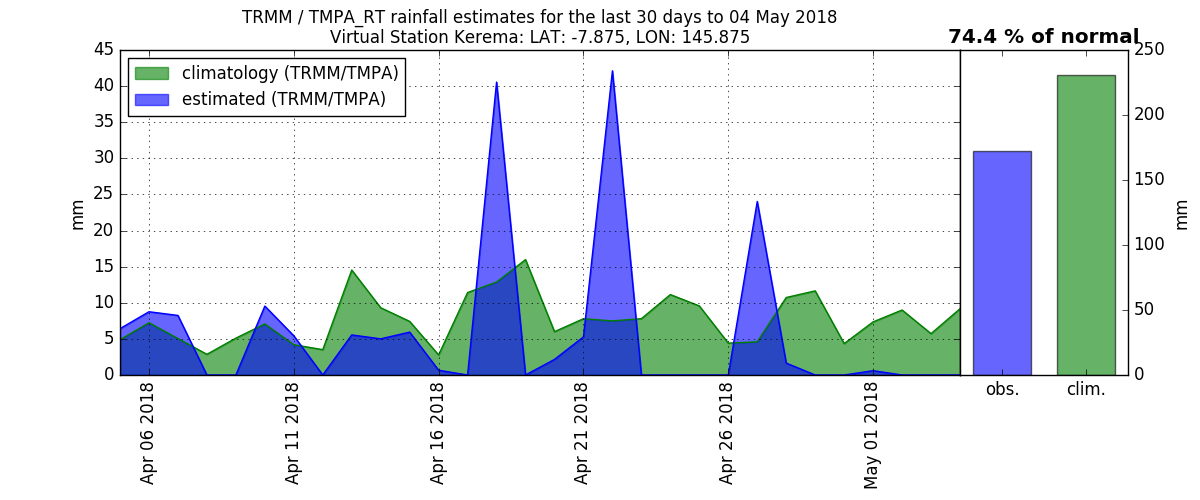 TRMM / TMPA_RT rainfall estimates for the last 30 days to 04 May 2018
Virtual Station Kerema: LAT: -7.875, LON: 145.875
74.4 % of normal
climatology (TRMM/TMPA)
estimated (TRMM/TMPA)
mm
45
40
35
30
25
20
15
10
5
0
Apr 06 2018
Apr 11 2018
Apr 16 2018
Apr 21 2018
Apr 26 2018
May 01 2018
250
200
150
100
50
0
mm
obs.
clim.